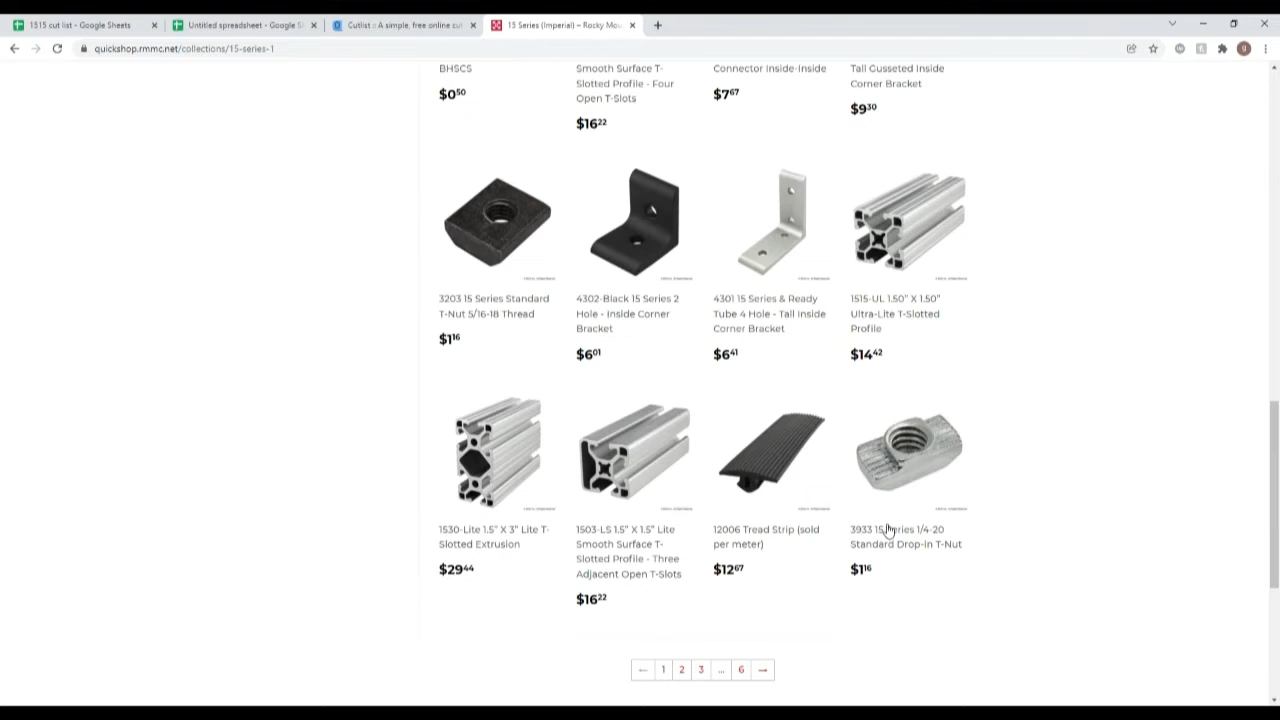 1515 cut list - Google Sheets
Untitled spreadsheet - Google S
Cutlist :: A simple, free online cut
15 Series (Imperial) – Rocky Mou
quickshop.rmmc.net/collections/15-series-1
BHSCS
$0 50
Smooth Surface T-
Slotted Profile - Four
Open T-Slots
$16 22
Connector Inside-Inside
$7 67
Tall Gusseted Inside
Corner Bracket
$9 30
3203 15 Series Standard
T-Nut 5/16-18 Thread
$1 16
4302-Black 15 Series 2
Hole - Inside Corner
Bracket
$6 01
4301 15 Series & Ready
Tube 4 Hole - Tall Inside
Corner Bracket
$6 41
1515-UL 1.50" X 1.50"
Ultra-Lite T-Slotted
Profile
$14 42
1530-Lite 1.5" X 3" Lite T-
Slotted Extrusion
$29 44
1503-LS 1.5" X 1.5" Lite
Smooth Surface T-
Slotted Profile - Three
Adjacent Open T-Slots
$16 22
12006 Tread Strip (sold
per meter)
$12 67
3933 15 Series 1/4-20
Standard Drop-in T-Nut
$1 16
← 1 2 3 ... 6 →